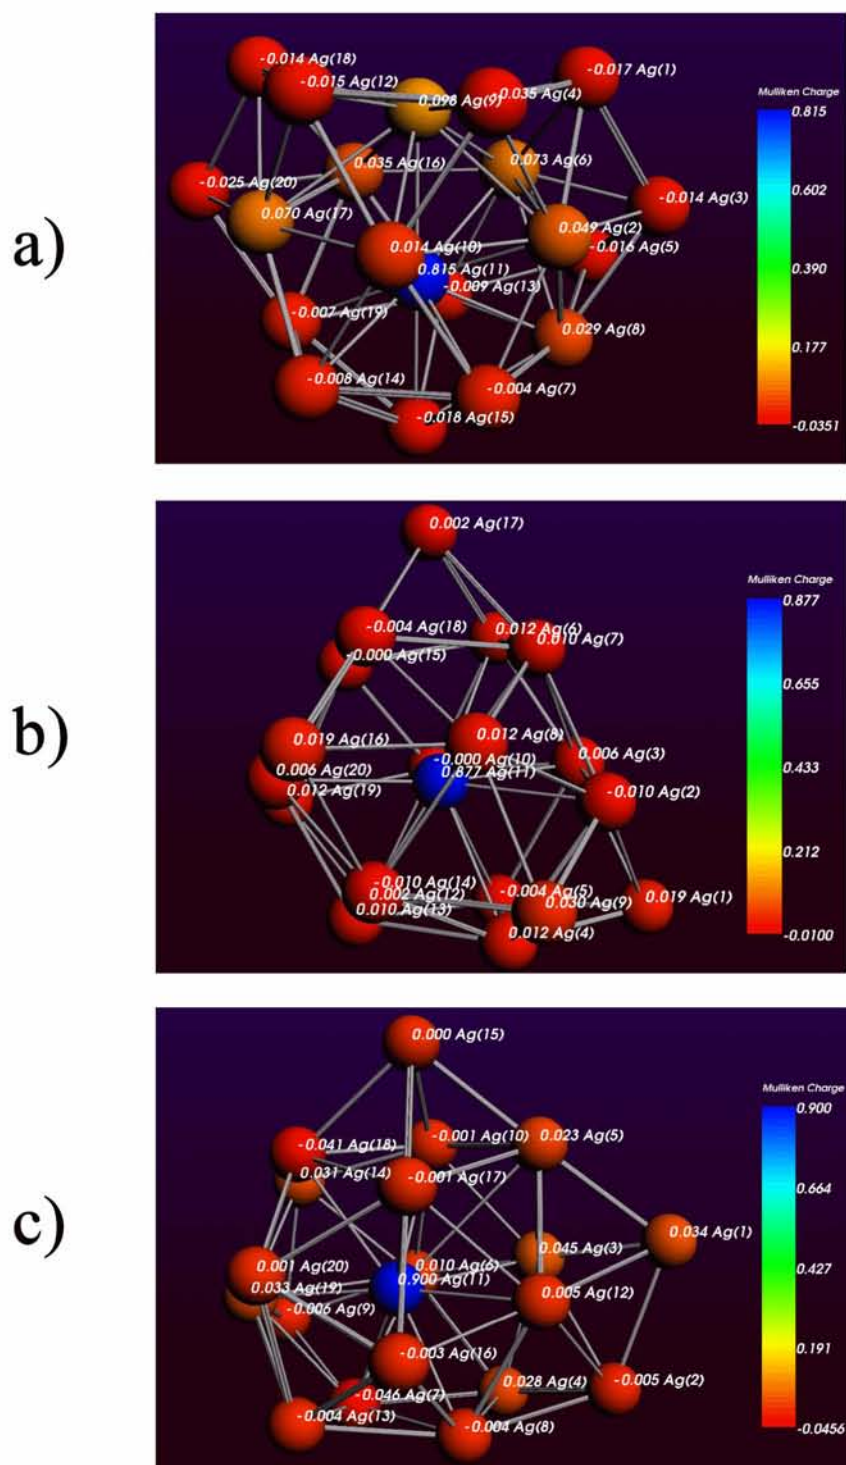 a)
-0.014 Ag(18)
-0.015 Ag(12)
0.098 Ag(9)
-0.035 Ag(4)
-0.017 Ag(1)
0.035 Ag(16)
0.073 Ag(6)
-0.025 Ag(20)
0.070 Ag(17)
-0.014 Ag(3)
0.049 Ag(2)
0.014 Ag(10)
-0.016 Ag(5)
0.815 Ag(11)
-0.009 Ag(13)
-0.007 Ag(19)
0.029 Ag(8)
-0.008 Ag(14)
-0.004 Ag(7)
-0.018 Ag(15)
Mulliken Charge
0.815
0.602
0.390
0.177
-0.0351
b)
0.002 Ag(17)
-0.004 Ag(18)
0.012 Ag(6)
0.010 Ag(7)
-0.000 Ag(15)
0.019 Ag(16)
0.012 Ag(8)
0.006 Ag(3)
-0.000 Ag(10)
0.006 Ag(20)
0.877 Ag(11)
0.012 Ag(19)
-0.010 Ag(2)
-0.010 Ag(14)
0.002 Ag(12)
-0.004 Ag(5)
0.030 Ag(9)
0.019 Ag(1)
0.010 Ag(13)
0.012 Ag(4)
Mulliken Charge
0.877
0.655
0.433
0.212
-0.0100
c)
0.000 Ag(15)
-0.041 Ag(18)
-0.001 Ag(10)
0.023 Ag(5)
0.031 Ag(14)
-0.001 Ag(17)
0.034 Ag(1)
0.045 Ag(3)
0.001 Ag(20)
0.010 Ag(6)
0.900 Ag(11)
0.033 Ag(19)
0.005 Ag(12)
-0.006 Ag(9)
-0.003 Ag(16)
0.028 Ag(4)
-0.005 Ag(2)
-0.046 Ag(7)
-0.004 Ag(13)
-0.004 Ag(8)
Mulliken Charge
0.900
0.664
0.427
0.191
-0.0456